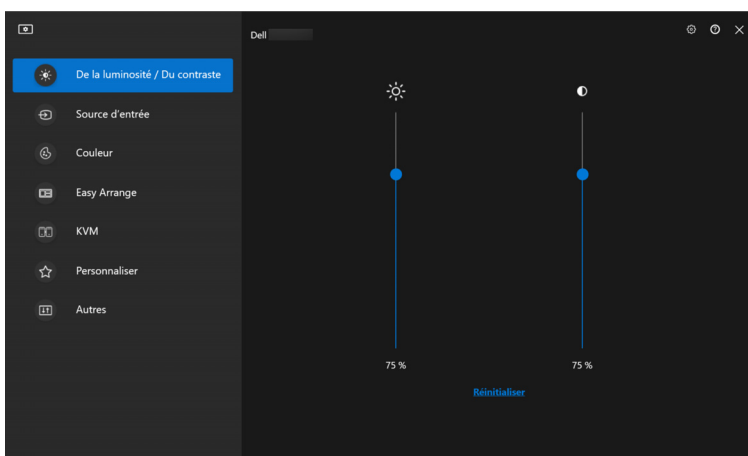 Dell
De la luminosité / Du contraste
Source d'entrée
Couleur
Easy Arrange
KVM
Personnaliser
Autres
75 %
75 %
Réinitialiser